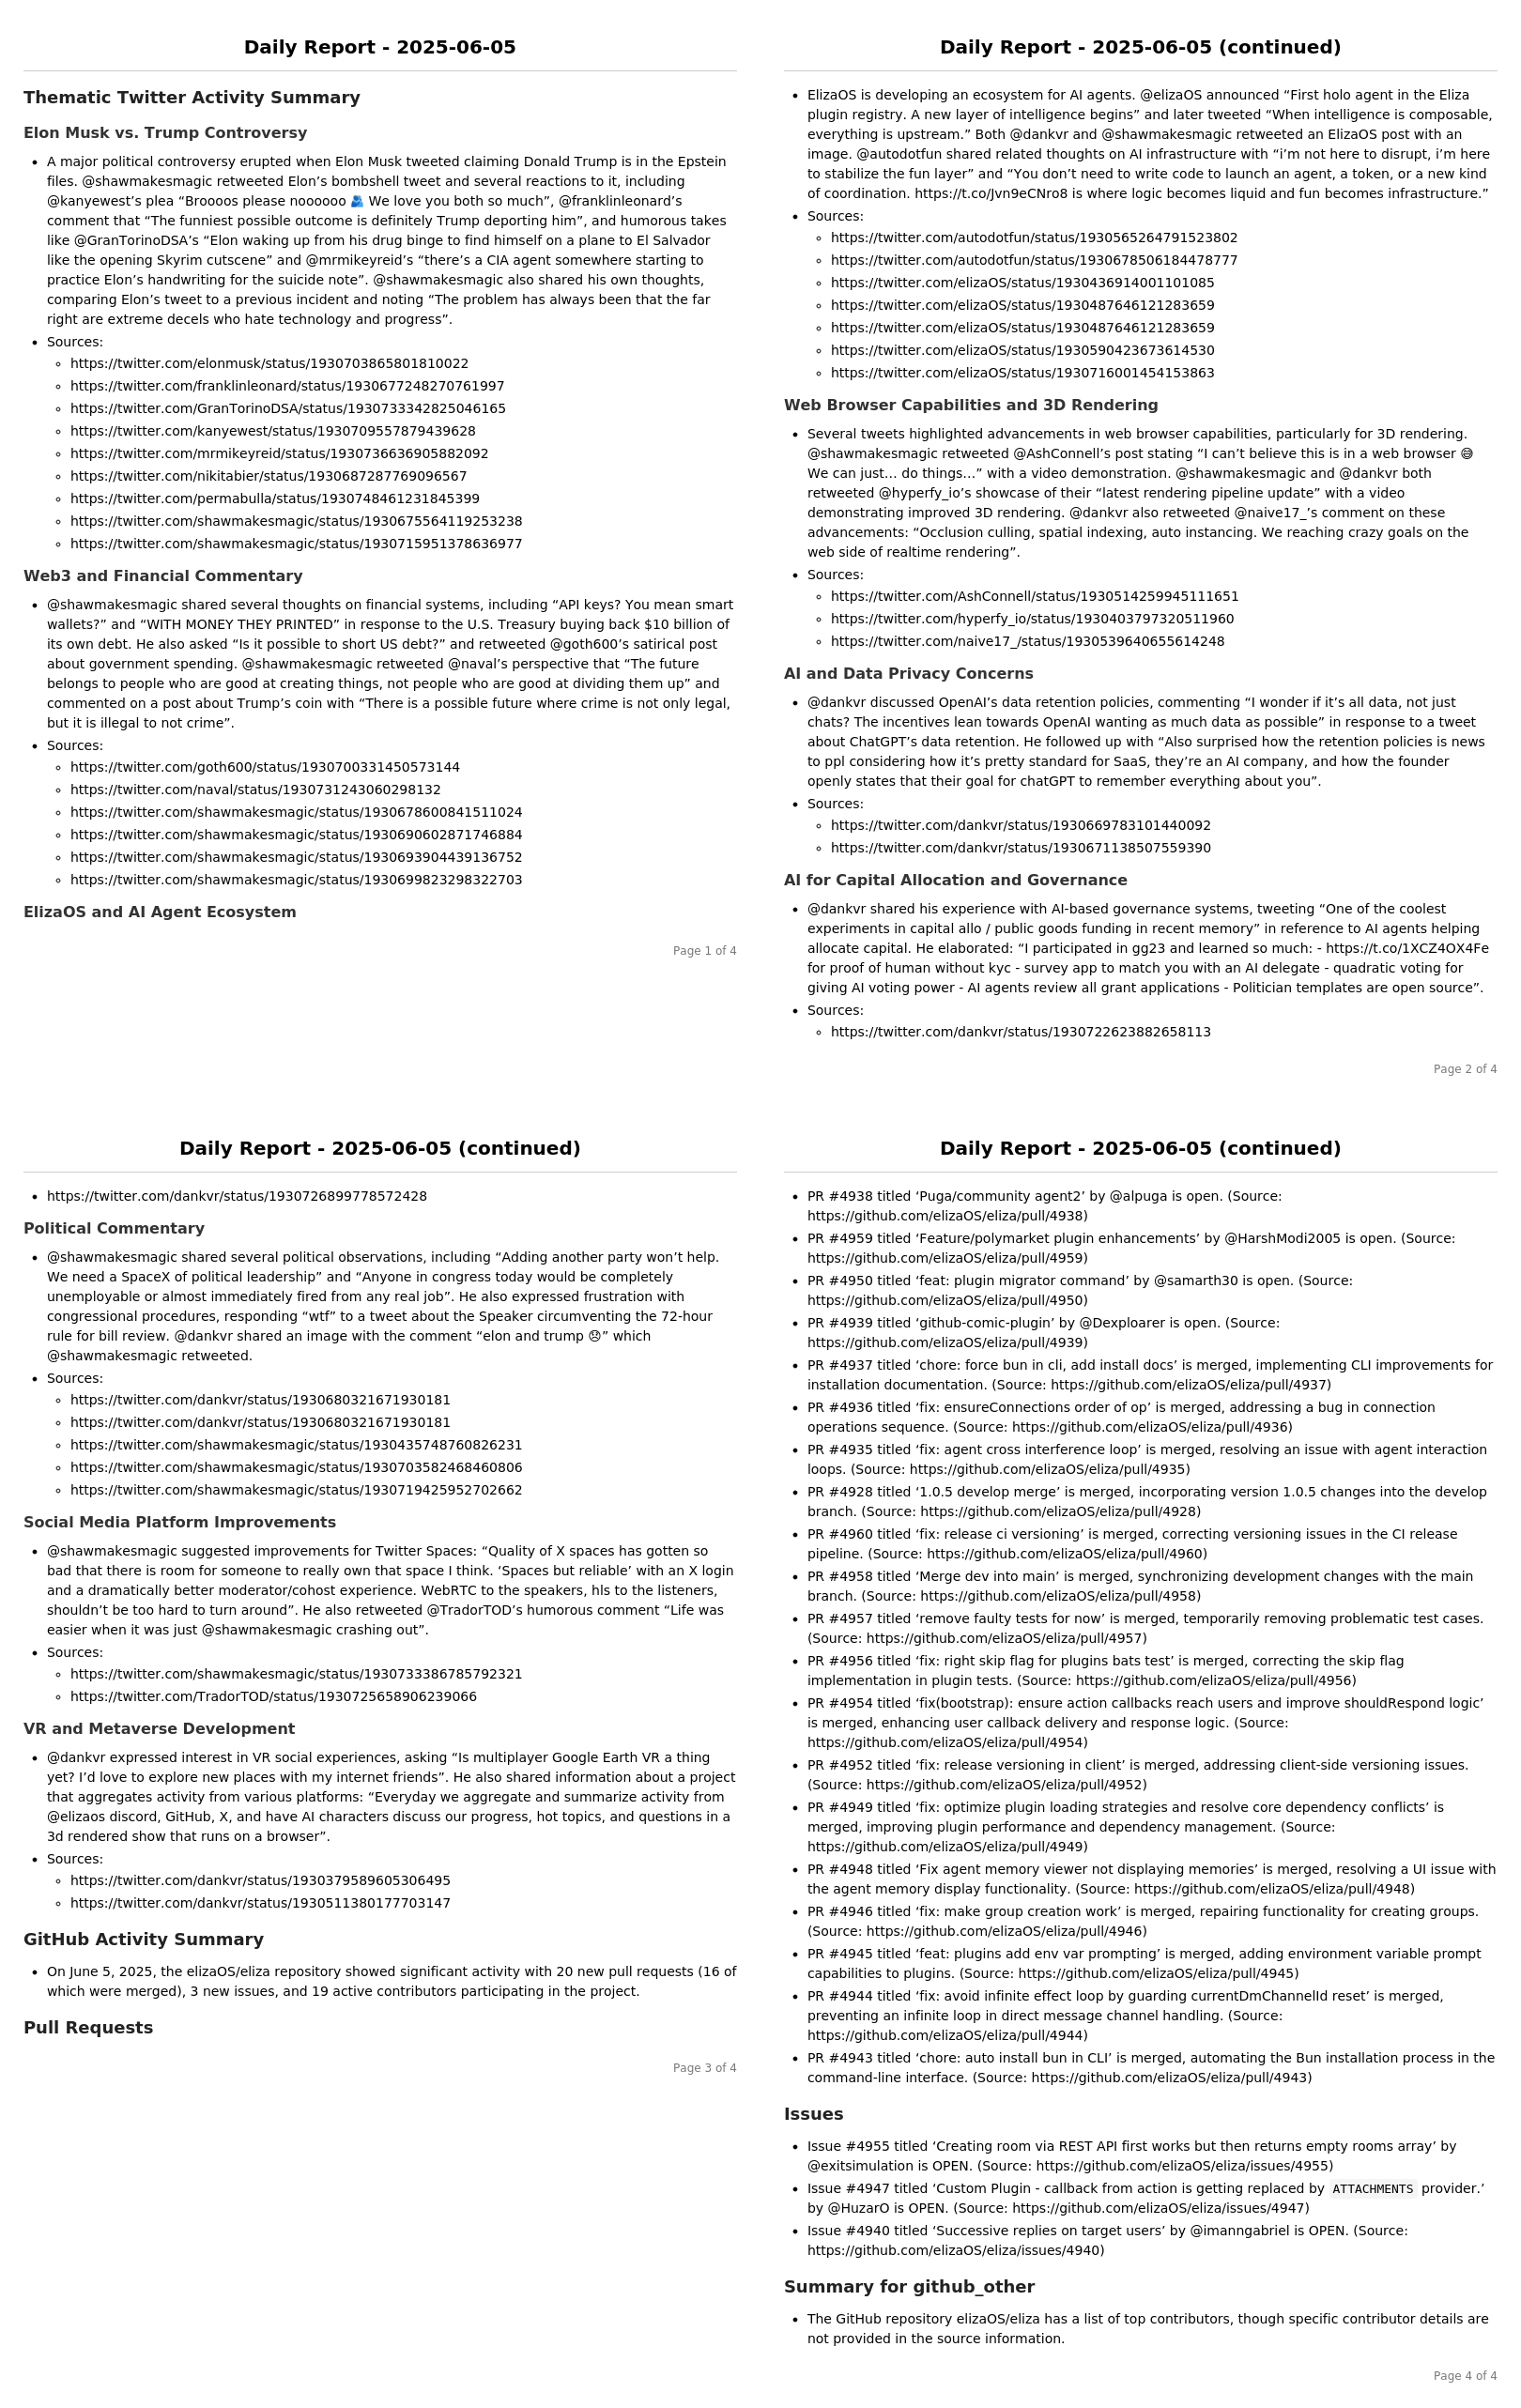 Daily Report - 2025-06-05
Thematic Twitter Activity Summary
Elon Musk vs. Trump Controversy
• A major political controversy erupted when Elon Musk tweeted claiming Donald Trump is in the Epstein
files. @shawmakesmagic retweeted Elon’s bombshell tweet and several reactions to it, including
@kanyewest’s plea “Broooos please noooooo 🫂 We love you both so much”, @franklinleonard’s
comment that “The funniest possible outcome is definitely Trump deporting him”, and humorous takes
like @GranTorinoDSA’s “Elon waking up from his drug binge to find himself on a plane to El Salvador
like the opening Skyrim cutscene” and @mrmikeyreid’s “there’s a CIA agent somewhere starting to
practice Elon’s handwriting for the suicide note”. @shawmakesmagic also shared his own thoughts,
comparing Elon’s tweet to a previous incident and noting “The problem has always been that the far
right are extreme decels who hate technology and progress”.
• Sources:
◦ https://twitter.com/elonmusk/status/1930703865801810022
◦ https://twitter.com/franklinleonard/status/1930677248270761997
◦ https://twitter.com/GranTorinoDSA/status/1930733342825046165
◦ https://twitter.com/kanyewest/status/1930709557879439628
◦ https://twitter.com/mrmikeyreid/status/1930736636905882092
◦ https://twitter.com/nikitabier/status/1930687287769096567
◦ https://twitter.com/permabulla/status/1930748461231845399
◦ https://twitter.com/shawmakesmagic/status/1930675564119253238
◦ https://twitter.com/shawmakesmagic/status/1930715951378636977
Web3 and Financial Commentary
• @shawmakesmagic shared several thoughts on financial systems, including “API keys? You mean smart
wallets?” and “WITH MONEY THEY PRINTED” in response to the U.S. Treasury buying back $10 billion of
its own debt. He also asked “Is it possible to short US debt?” and retweeted @goth600’s satirical post
about government spending. @shawmakesmagic retweeted @naval’s perspective that “The future
belongs to people who are good at creating things, not people who are good at dividing them up” and
commented on a post about Trump’s coin with “There is a possible future where crime is not only legal,
but it is illegal to not crime”.
• Sources:
◦ https://twitter.com/goth600/status/1930700331450573144
◦ https://twitter.com/naval/status/1930731243060298132
◦ https://twitter.com/shawmakesmagic/status/1930678600841511024
◦ https://twitter.com/shawmakesmagic/status/1930690602871746884
◦ https://twitter.com/shawmakesmagic/status/1930693904439136752
◦ https://twitter.com/shawmakesmagic/status/1930699823298322703
ElizaOS and AI Agent Ecosystem
Page 1 of 4
Daily Report - 2025-06-05 (continued)
• ElizaOS is developing an ecosystem for AI agents. @elizaOS announced “First holo agent in the Eliza
plugin registry. A new layer of intelligence begins” and later tweeted “When intelligence is composable,
everything is upstream.” Both @dankvr and @shawmakesmagic retweeted an ElizaOS post with an
image. @autodotfun shared related thoughts on AI infrastructure with “i’m not here to disrupt, i’m here
to stabilize the fun layer” and “You don’t need to write code to launch an agent, a token, or a new kind
of coordination. https://t.co/Jvn9eCNro8 is where logic becomes liquid and fun becomes infrastructure.”
• Sources:
◦ https://twitter.com/autodotfun/status/1930565264791523802
◦ https://twitter.com/autodotfun/status/1930678506184478777
◦ https://twitter.com/elizaOS/status/1930436914001101085
◦ https://twitter.com/elizaOS/status/1930487646121283659
◦ https://twitter.com/elizaOS/status/1930487646121283659
◦ https://twitter.com/elizaOS/status/1930590423673614530
◦ https://twitter.com/elizaOS/status/1930716001454153863
Web Browser Capabilities and 3D Rendering
• Several tweets highlighted advancements in web browser capabilities, particularly for 3D rendering.
@shawmakesmagic retweeted @AshConnell’s post stating “I can’t believe this is in a web browser 😅
We can just… do things…” with a video demonstration. @shawmakesmagic and @dankvr both
retweeted @hyperfy_io’s showcase of their “latest rendering pipeline update” with a video
demonstrating improved 3D rendering. @dankvr also retweeted @naive17_’s comment on these
advancements: “Occlusion culling, spatial indexing, auto instancing. We reaching crazy goals on the
web side of realtime rendering”.
• Sources:
◦ https://twitter.com/AshConnell/status/1930514259945111651
◦ https://twitter.com/hyperfy_io/status/1930403797320511960
◦ https://twitter.com/naive17_/status/1930539640655614248
AI and Data Privacy Concerns
• @dankvr discussed OpenAI’s data retention policies, commenting “I wonder if it’s all data, not just
chats? The incentives lean towards OpenAI wanting as much data as possible” in response to a tweet
about ChatGPT’s data retention. He followed up with “Also surprised how the retention policies is news
to ppl considering how it’s pretty standard for SaaS, they’re an AI company, and how the founder
openly states that their goal for chatGPT to remember everything about you”.
• Sources:
◦ https://twitter.com/dankvr/status/1930669783101440092
◦ https://twitter.com/dankvr/status/1930671138507559390
AI for Capital Allocation and Governance
• @dankvr shared his experience with AI-based governance systems, tweeting “One of the coolest
experiments in capital allo / public goods funding in recent memory” in reference to AI agents helping
allocate capital. He elaborated: “I participated in gg23 and learned so much: - https://t.co/1XCZ4OX4Fe
for proof of human without kyc - survey app to match you with an AI delegate - quadratic voting for
giving AI voting power - AI agents review all grant applications - Politician templates are open source”.
• Sources:
◦ https://twitter.com/dankvr/status/1930722623882658113
Page 2 of 4
Daily Report - 2025-06-05 (continued)
• https://twitter.com/dankvr/status/1930726899778572428
Political Commentary
• @shawmakesmagic shared several political observations, including “Adding another party won’t help.
We need a SpaceX of political leadership” and “Anyone in congress today would be completely
unemployable or almost immediately fired from any real job”. He also expressed frustration with
congressional procedures, responding “wtf” to a tweet about the Speaker circumventing the 72-hour
rule for bill review. @dankvr shared an image with the comment “elon and trump 😞” which
@shawmakesmagic retweeted.
• Sources:
◦ https://twitter.com/dankvr/status/1930680321671930181
◦ https://twitter.com/dankvr/status/1930680321671930181
◦ https://twitter.com/shawmakesmagic/status/1930435748760826231
◦ https://twitter.com/shawmakesmagic/status/1930703582468460806
◦ https://twitter.com/shawmakesmagic/status/1930719425952702662
Social Media Platform Improvements
• @shawmakesmagic suggested improvements for Twitter Spaces: “Quality of X spaces has gotten so
bad that there is room for someone to really own that space I think. ‘Spaces but reliable’ with an X login
and a dramatically better moderator/cohost experience. WebRTC to the speakers, hls to the listeners,
shouldn’t be too hard to turn around”. He also retweeted @TradorTOD’s humorous comment “Life was
easier when it was just @shawmakesmagic crashing out”.
• Sources:
◦ https://twitter.com/shawmakesmagic/status/1930733386785792321
◦ https://twitter.com/TradorTOD/status/1930725658906239066
VR and Metaverse Development
• @dankvr expressed interest in VR social experiences, asking “Is multiplayer Google Earth VR a thing
yet? I’d love to explore new places with my internet friends”. He also shared information about a project
that aggregates activity from various platforms: “Everyday we aggregate and summarize activity from
@elizaos discord, GitHub, X, and have AI characters discuss our progress, hot topics, and questions in a
3d rendered show that runs on a browser”.
• Sources:
◦ https://twitter.com/dankvr/status/1930379589605306495
◦ https://twitter.com/dankvr/status/1930511380177703147
GitHub Activity Summary
• On June 5, 2025, the elizaOS/eliza repository showed significant activity with 20 new pull requests (16 of
which were merged), 3 new issues, and 19 active contributors participating in the project.
Pull Requests
Page 3 of 4
Daily Report - 2025-06-05 (continued)
• PR #4938 titled ‘Puga/community agent2’ by @alpuga is open. (Source:
https://github.com/elizaOS/eliza/pull/4938)
• PR #4959 titled ‘Feature/polymarket plugin enhancements’ by @HarshModi2005 is open. (Source:
https://github.com/elizaOS/eliza/pull/4959)
• PR #4950 titled ‘feat: plugin migrator command’ by @samarth30 is open. (Source:
https://github.com/elizaOS/eliza/pull/4950)
• PR #4939 titled ‘github-comic-plugin’ by @Dexploarer is open. (Source:
https://github.com/elizaOS/eliza/pull/4939)
• PR #4937 titled ‘chore: force bun in cli, add install docs’ is merged, implementing CLI improvements for
installation documentation. (Source: https://github.com/elizaOS/eliza/pull/4937)
• PR #4936 titled ‘fix: ensureConnections order of op’ is merged, addressing a bug in connection
operations sequence. (Source: https://github.com/elizaOS/eliza/pull/4936)
• PR #4935 titled ‘fix: agent cross interference loop’ is merged, resolving an issue with agent interaction
loops. (Source: https://github.com/elizaOS/eliza/pull/4935)
• PR #4928 titled ‘1.0.5 develop merge’ is merged, incorporating version 1.0.5 changes into the develop
branch. (Source: https://github.com/elizaOS/eliza/pull/4928)
• PR #4960 titled ‘fix: release ci versioning’ is merged, correcting versioning issues in the CI release
pipeline. (Source: https://github.com/elizaOS/eliza/pull/4960)
• PR #4958 titled ‘Merge dev into main’ is merged, synchronizing development changes with the main
branch. (Source: https://github.com/elizaOS/eliza/pull/4958)
• PR #4957 titled ‘remove faulty tests for now’ is merged, temporarily removing problematic test cases.
(Source: https://github.com/elizaOS/eliza/pull/4957)
• PR #4956 titled ‘fix: right skip flag for plugins bats test’ is merged, correcting the skip flag
implementation in plugin tests. (Source: https://github.com/elizaOS/eliza/pull/4956)
• PR #4954 titled ‘fix(bootstrap): ensure action callbacks reach users and improve shouldRespond logic’
is merged, enhancing user callback delivery and response logic. (Source:
https://github.com/elizaOS/eliza/pull/4954)
• PR #4952 titled ‘fix: release versioning in client’ is merged, addressing client-side versioning issues.
(Source: https://github.com/elizaOS/eliza/pull/4952)
• PR #4949 titled ‘fix: optimize plugin loading strategies and resolve core dependency conflicts’ is
merged, improving plugin performance and dependency management. (Source:
https://github.com/elizaOS/eliza/pull/4949)
• PR #4948 titled ‘Fix agent memory viewer not displaying memories’ is merged, resolving a UI issue with
the agent memory display functionality. (Source: https://github.com/elizaOS/eliza/pull/4948)
• PR #4946 titled ‘fix: make group creation work’ is merged, repairing functionality for creating groups.
(Source: https://github.com/elizaOS/eliza/pull/4946)
• PR #4945 titled ‘feat: plugins add env var prompting’ is merged, adding environment variable prompt
capabilities to plugins. (Source: https://github.com/elizaOS/eliza/pull/4945)
• PR #4944 titled ‘fix: avoid infinite effect loop by guarding currentDmChannelId reset’ is merged,
preventing an infinite loop in direct message channel handling. (Source:
https://github.com/elizaOS/eliza/pull/4944)
• PR #4943 titled ‘chore: auto install bun in CLI’ is merged, automating the Bun installation process in the
command-line interface. (Source: https://github.com/elizaOS/eliza/pull/4943)
Issues
• Issue #4955 titled ‘Creating room via REST API first works but then returns empty rooms array’ by
@exitsimulation is OPEN. (Source: https://github.com/elizaOS/eliza/issues/4955)
• Issue #4947 titled ‘Custom Plugin - callback from action is getting replaced by ATTACHMENTS provider.’
by @HuzarO is OPEN. (Source: https://github.com/elizaOS/eliza/issues/4947)
• Issue #4940 titled ‘Successive replies on target users’ by @imanngabriel is OPEN. (Source:
https://github.com/elizaOS/eliza/issues/4940)
Summary for github_other
• The GitHub repository elizaOS/eliza has a list of top contributors, though specific contributor details are
not provided in the source information.
Page 4 of 4